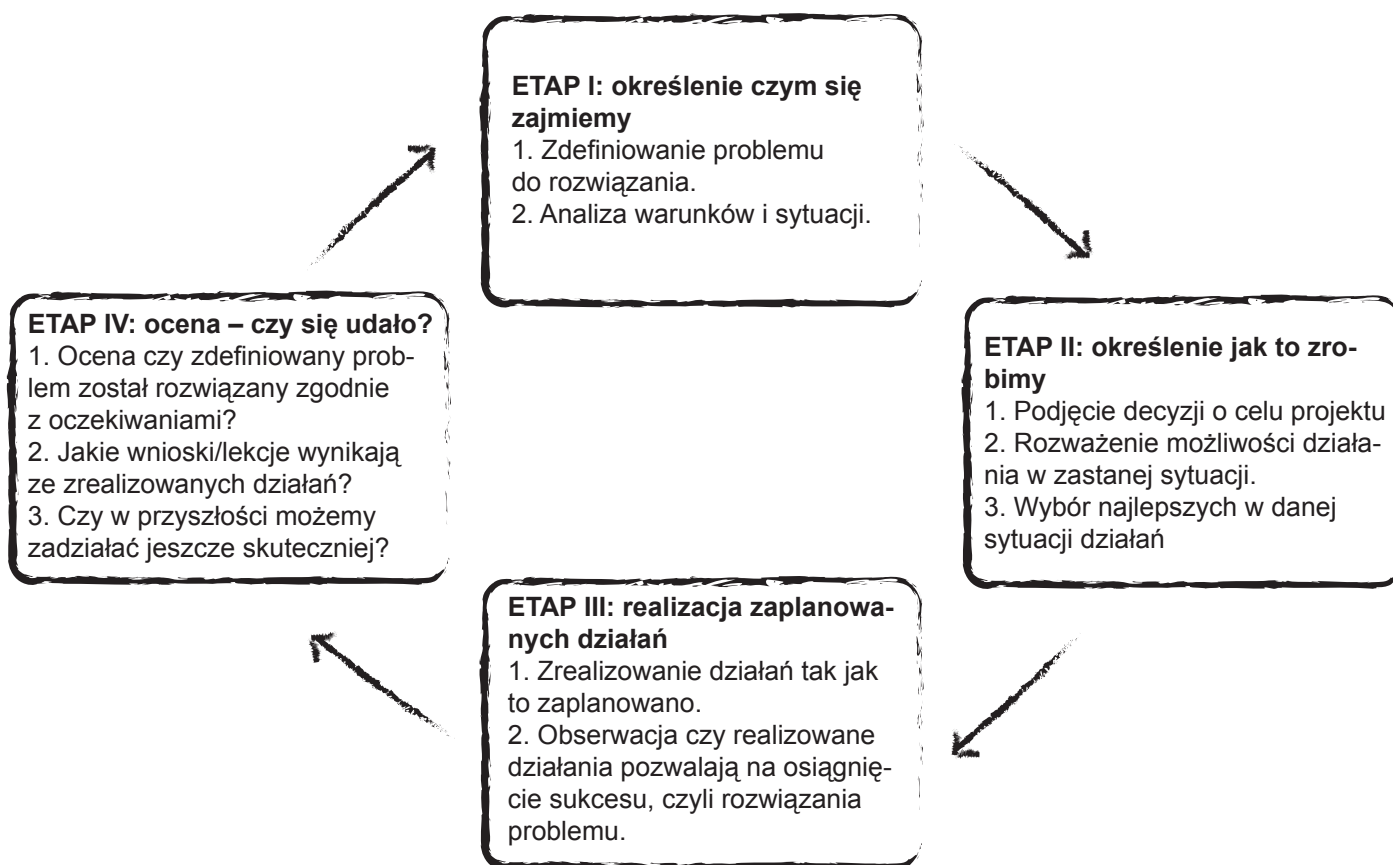 ETAP I: określenie czym się
zajmiemy
1. Zdefiniowanie problemu
do rozwiązania.
2. Analiza warunków i sytuacji.
ETAP II: określenie jak to zro-
bimy
1. Podjęcie decyzji o celu projektu
2. Rozważenie możliwości działa-
nia w zastanej sytuacji.
3. Wybór najlepszych w danej
sytuacji działań
ETAP III: realizacja zaplanowa-
nych działań
1. Zrealizowanie działań tak jak
to zaplanowano.
2. Obserwacja czy realizowane
działania pozwalają na osiągnię-
cie sukcesu, czyli rozwiązania
problemu.
ETAP IV: ocena – czy się udało?
1. Ocena czy zdefiniowany prob-
lem został rozwiązany zgodnie
z oczekiwaniami?
2. Jakie wnioski/lekcje wynikają
ze zrealizowanych działań?
3. Czy w przyszłości możemy
zadziałać jeszcze skuteczniej?